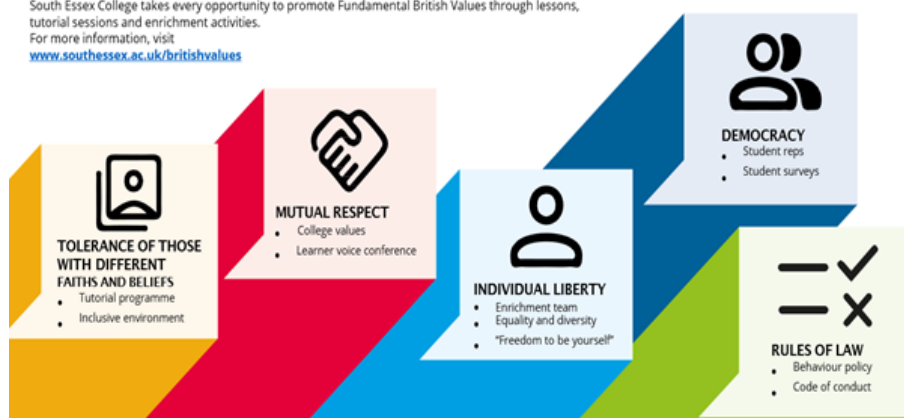 South Essex College takes every opportunity to promote Fundamental British Values through lessons,
tutorial sessions and enrichment activities.
For more information, visit
www.southessex.ac.uk/britishvalues
TOLERANCE OF THOSE
WITH DIFFERENT
FAITHS AND BELIEFS
• Tutorial programme
• Inclusive environment
MUTUAL RESPECT
• College values
• Learner voice conference
INDIVIDUAL LIBERTY
• Enrichment team
• Equality and diversity
• "Freedom to be yourself"
DEMOCRACY
• Student reps
• Student surveys
RULES OF LAW
• Behaviour policy
• Code of conduct